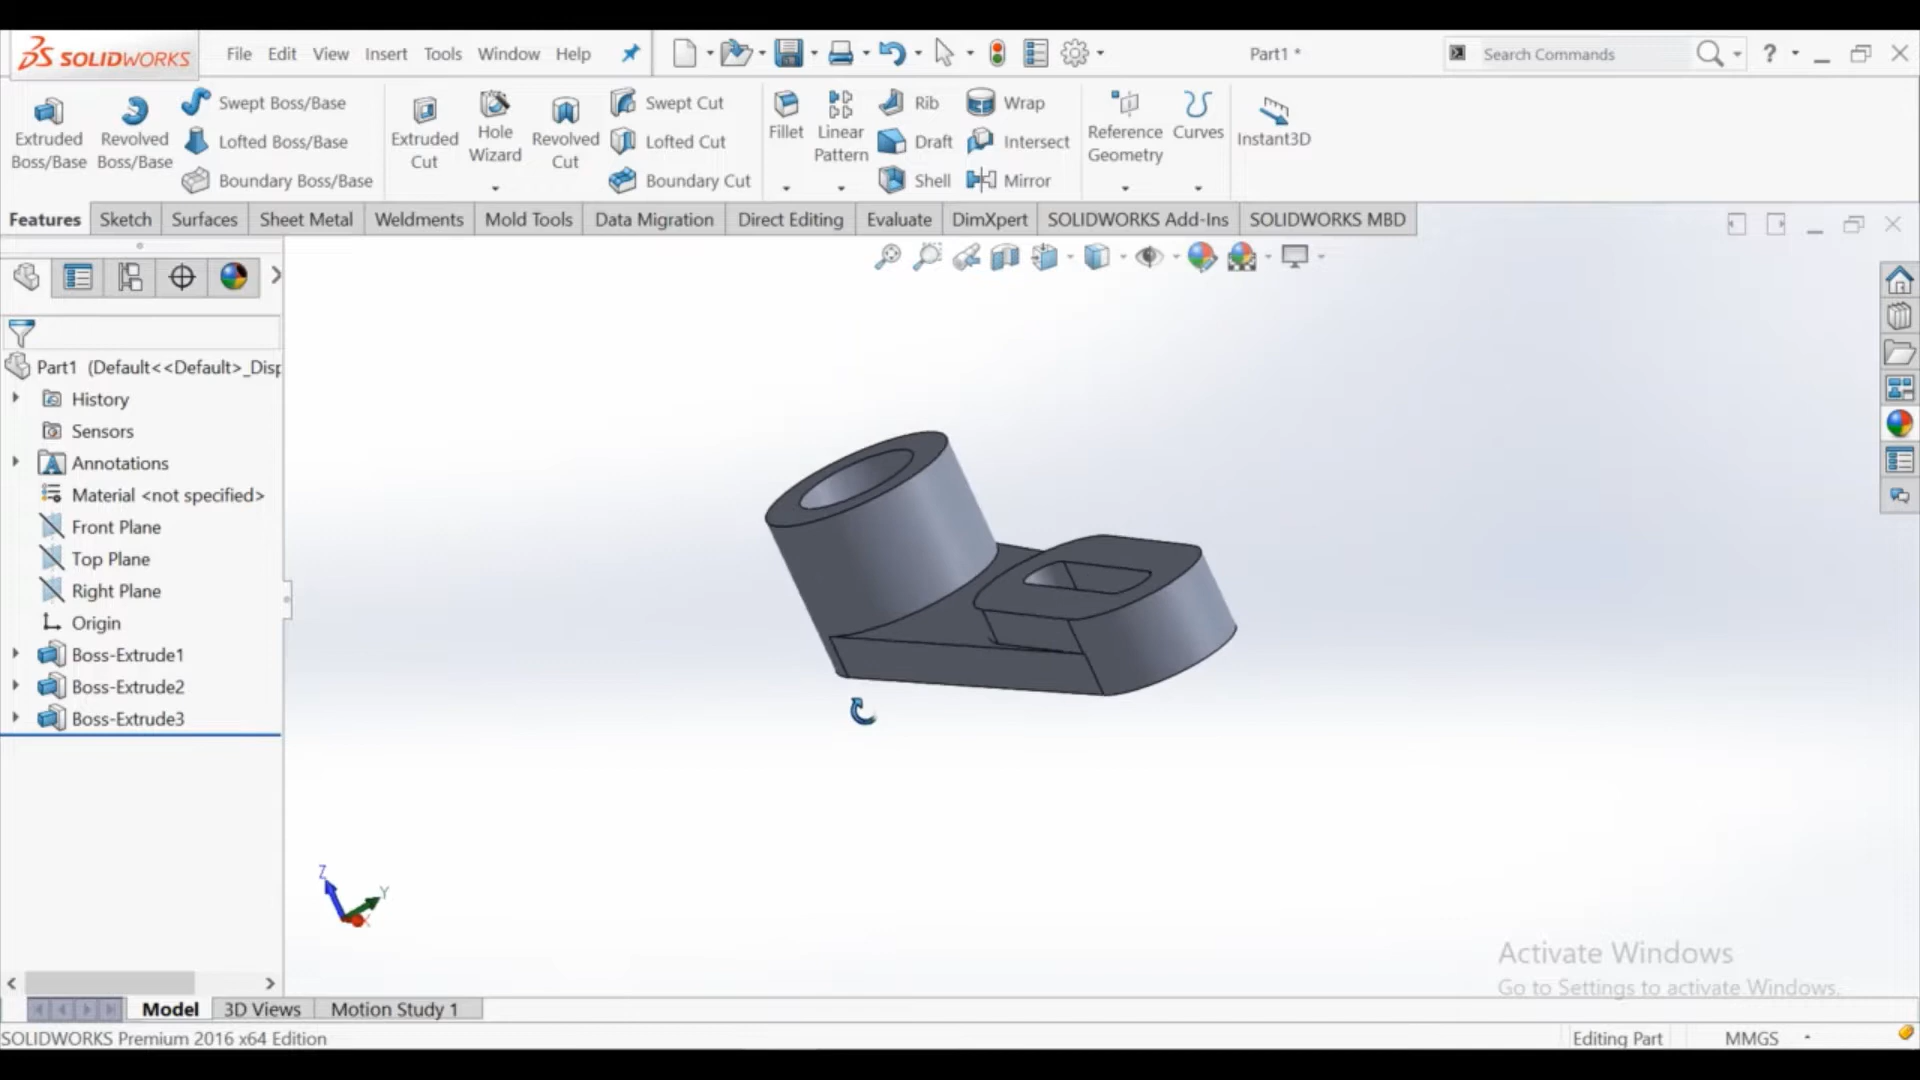 SOLIDWORKS File Edit View Insert Tools Window Help Part1 * Search Commands ?
Extruded Boss/Base
Revolved Boss/Base
Swept Boss/Base
Lofted Boss/Base
Boundary Boss/Base
Extruded Cut
Hole Wizard
Revolved Cut
Swept Cut
Lofted Cut
Boundary Cut
Fillet
Linear Pattern
Rib
Draft
Shell
Wrap
Intersect
Mirror
Reference Geometry
Curves
Instant3D
Features Sketch Surfaces Sheet Metal Weldments Mold Tools Data Migration Direct Editing Evaluate DimXpert SOLIDWORKS Add-Ins SOLIDWORKS MBD
Part1 (Default<<Default>_Disp
History
Sensors
Annotations
Material <not specified>
Front Plane
Top Plane
Right Plane
Origin
Boss-Extrude1
Boss-Extrude2
Boss-Extrude3
Z
Y
X
Activate Windows
Go to Settings to activate Windows.
Model 3D Views Motion Study 1
SOLIDWORKS Premium 2016 x64 Edition Editing Part MMGS -